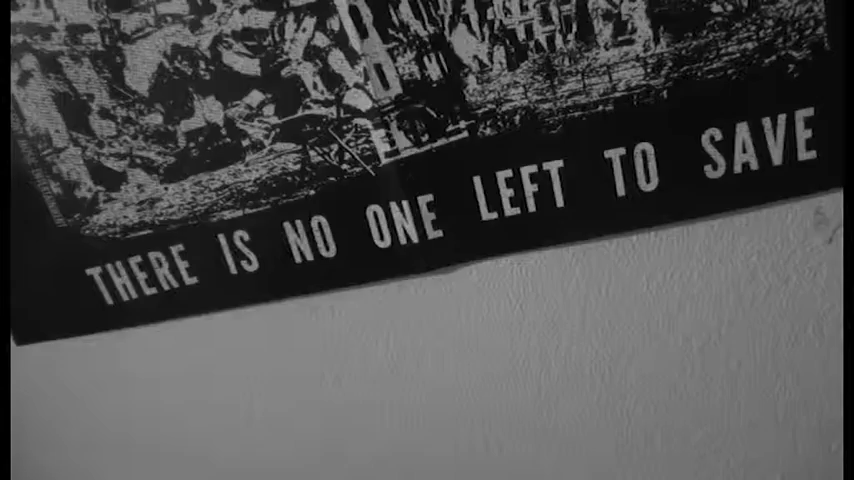 THERE IS NO ONE LEFT TO SAVE